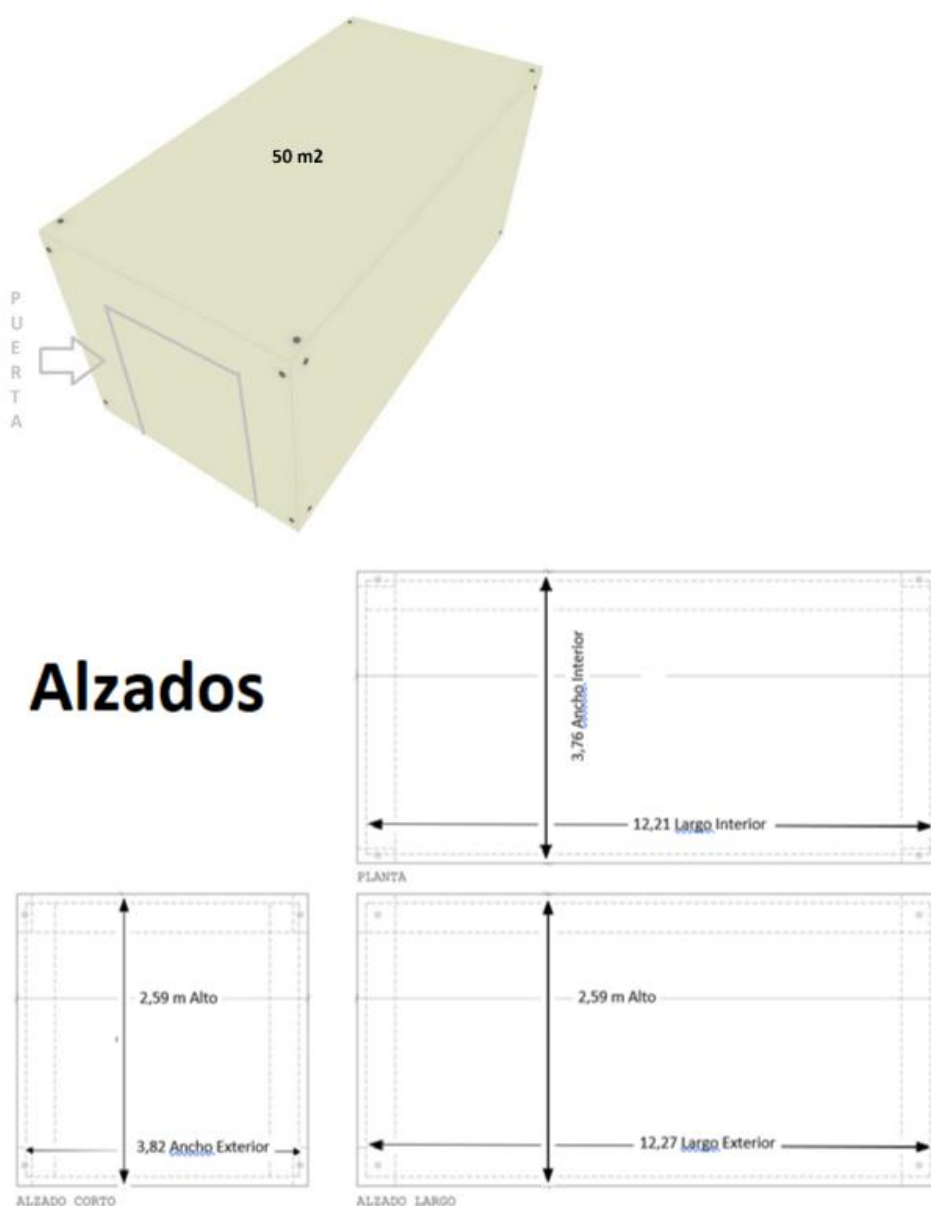 50 m2
PUERTA
Alzados
3,76 Ancho Interior
12,21 Largo Interior
PLANTA
2,59 m Alto
2,59 m Alto
3,82 Ancho Exterior
12,27 Largo Exterior
ALZADO CORTO
ALZADO LARGO